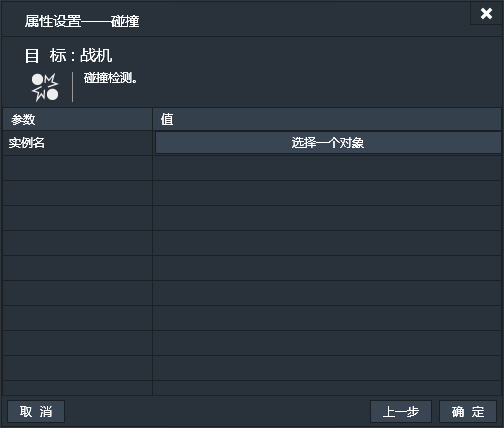 属性设置——碰撞
目 标：战机
碰撞检测。
参数 值
实例名 选择一个对象
取 消 上一步 确 定